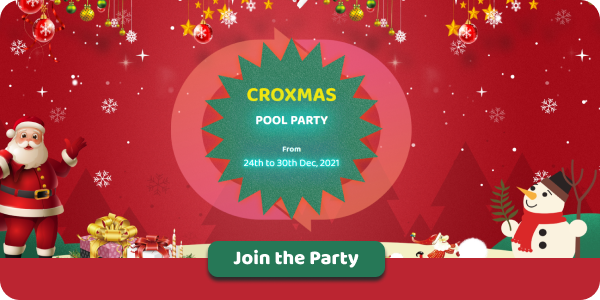 CROXMAS
POOL PARTY
From
24th to 30th Dec, 2021
Join the Party